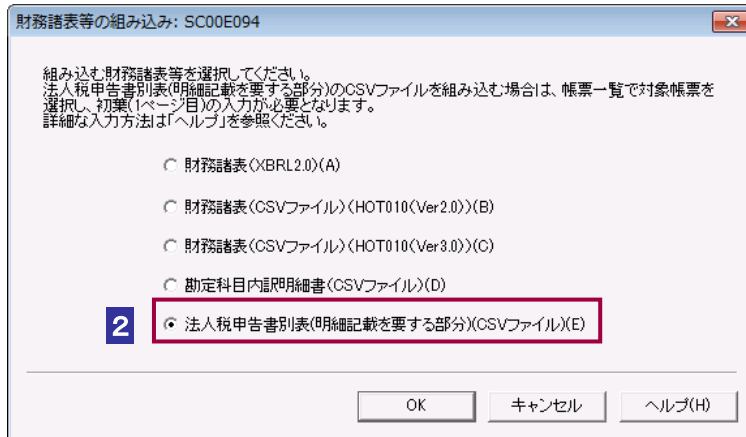 財務諸表等の組み込み: SC00E094
組み込む財務諸表等を選択してください。
法人税申告書別表(明細記載を要する部分)のCSVファイルを組み込む場合は、帳票一覧で対象帳票を
選択し、初葉(1ページ目)の入力が必要となります。
詳細な入力方法は「ヘルプ」を参照ください。
財務諸表(XBRL2.0)(A)
財務諸表(CSVファイル)(HOT010(Ver2.0))(B)
財務諸表(CSVファイル)(HOT010(Ver3.0))(C)
勘定科目内訳明細書(CSVファイル)(D)
2 法人税申告書別表(明細記載を要する部分)(CSVファイル)(E)
OK キャンセル ヘルプ(H)